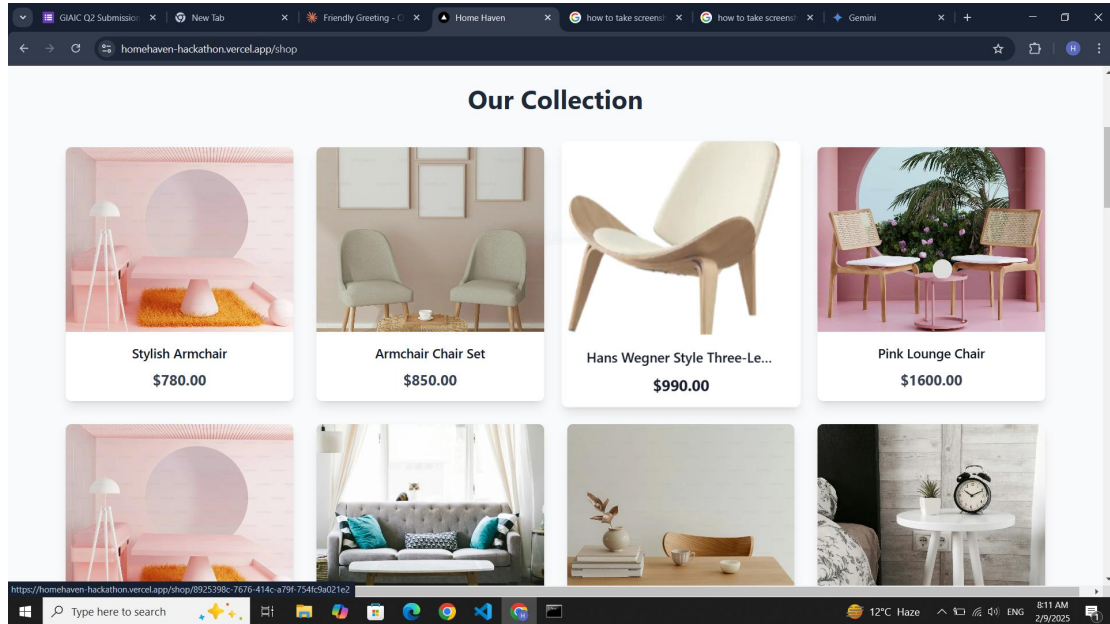 GIAIC Q2 Submission
New Tab
Friendly Greeting - C
Home Haven
how to take screensh
how to take screensh
Gemini
homehaven-hackathon.vercel.app/shop
H
Our Collection
Stylish Armchair
$780.00
Armchair Chair Set
$850.00
Hans Wegner Style Three-Le...
$990.00
Pink Lounge Chair
$1600.00
https://homehaven-hackathon.vercel.app/shop/8925398c-7676-414c-a79f-754fc9a021e2
Type here to search
12°C Haze
ENG
8:11 AM
2/9/2025